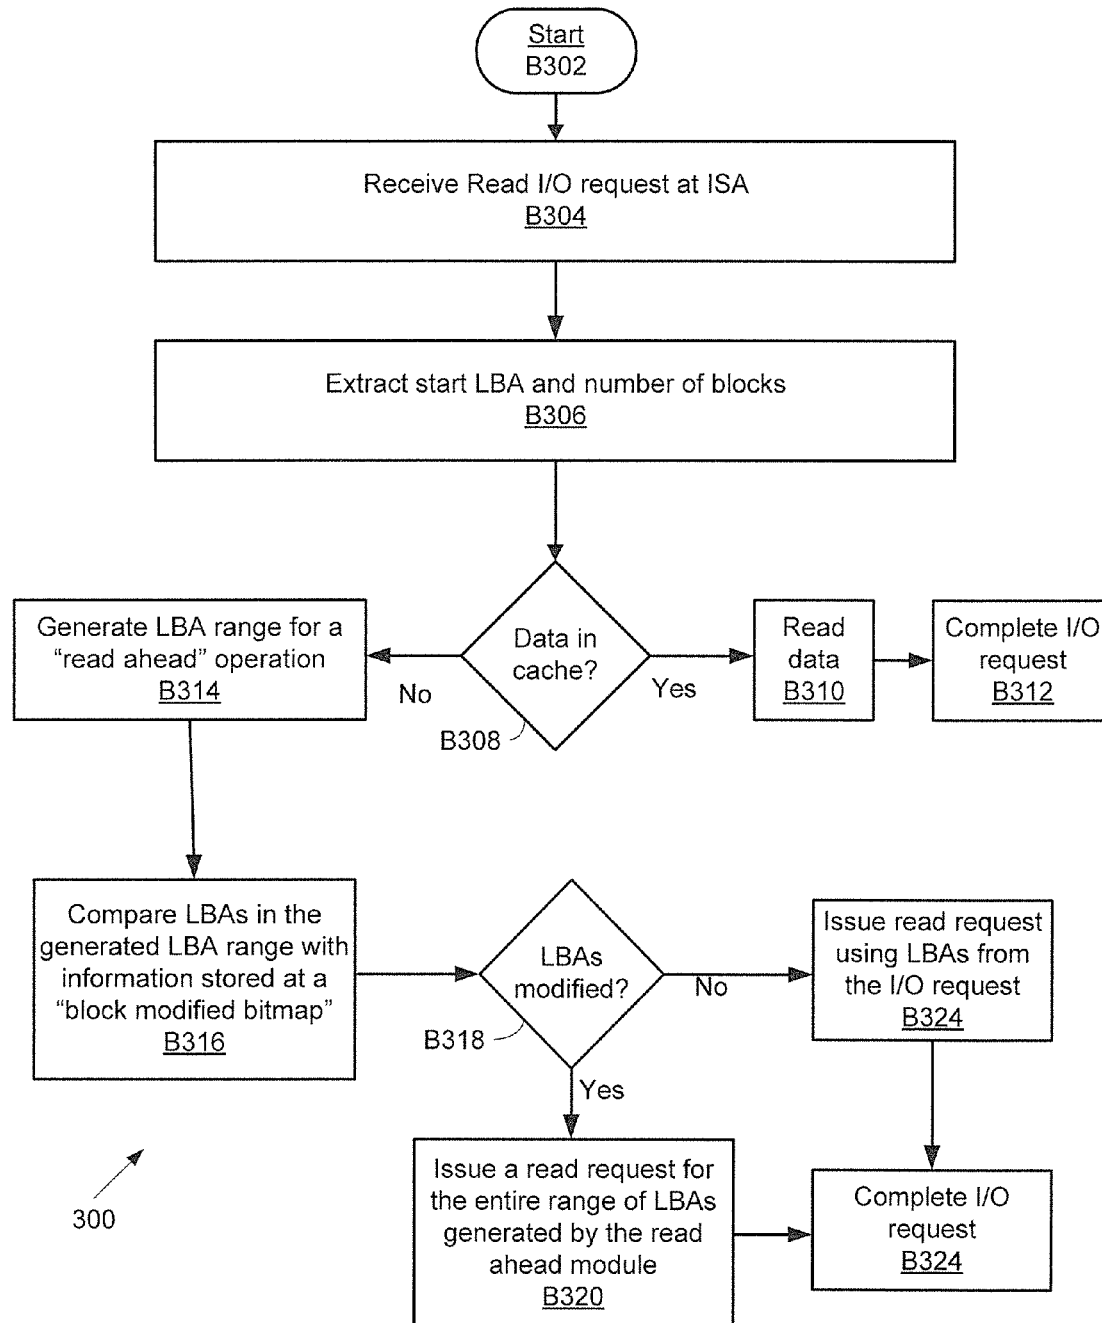 Start
B302
Receive Read I/O request at ISA
B304
Extract start LBA and number of blocks
B306
Data in
cache?
B308
Yes
Read
data
B310
Complete I/O
request
B312
No
Generate LBA range for a
“read ahead” operation
B314
Compare LBAs in the
generated LBA range with
information stored at a
“block modified bitmap”
B316
LBAs
modified?
B318
No
Issue read request
using LBAs from
the I/O request
B324
Yes
Issue a read request for
the entire range of LBAs
generated by the read
ahead module
B320
Complete I/O
request
B324
300